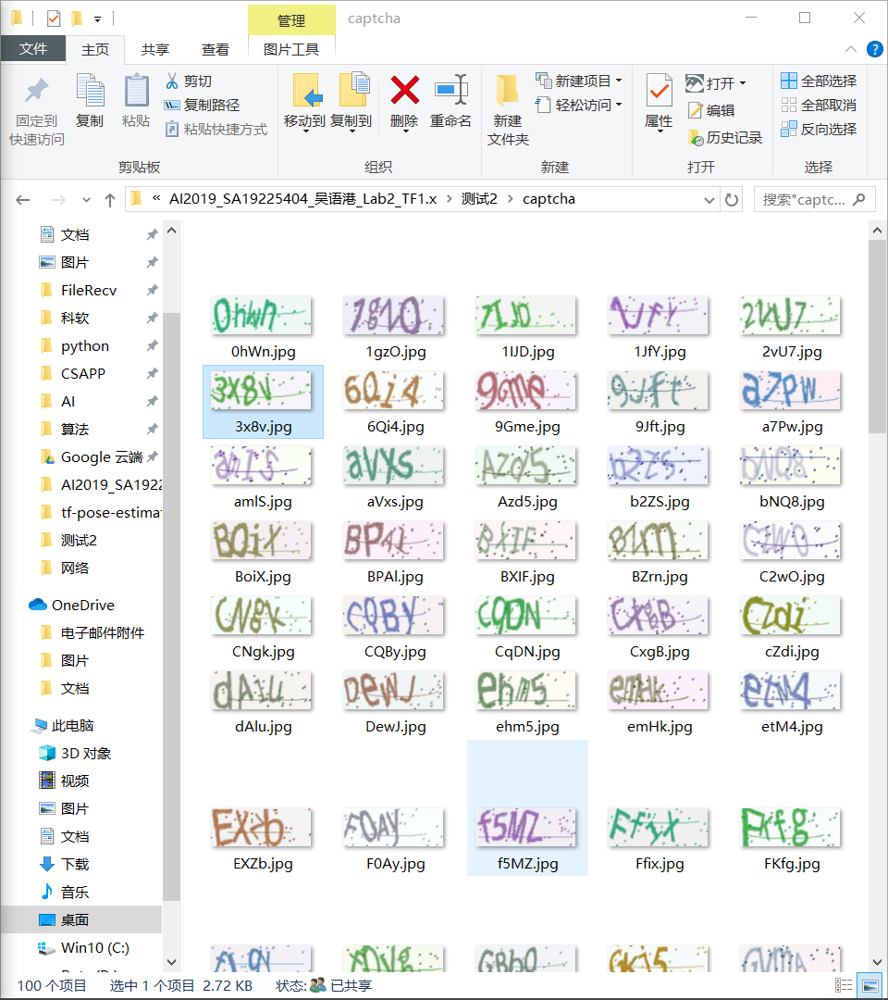 管理
captcha
文件
主页
共享
查看
图片工具
固定到
快速访问
复制
粘贴
剪切
复制路径
粘贴快捷方式
剪贴板
移动到
复制到
删除
重命名
组织
新建
文件夹
新建项目
轻松访问
新建
属性
打开
编辑
历史记录
打开
全部选择
全部取消
反向选择
选择
« AI2019_SA19225404_吴语港_Lab2_TF1.x > 测试2 > captcha
搜索"captc...
文档
图片
FileRecv
科软
python
CSAPP
AI
算法
Google 云端
AI2019_SA1922
tf-pose-estima
测试2
网络
OneDrive
电子邮件附件
图片
文档
此电脑
3D 对象
视频
图片
文档
下载
音乐
桌面
Win10 (C:)
0hWn.jpg
1gzO.jpg
1IJD.jpg
1JfY.jpg
2vU7.jpg
3x8v.jpg
6Qi4.jpg
9Gme.jpg
9Jft.jpg
a7Pw.jpg
amlS.jpg
aVxs.jpg
Azd5.jpg
b2ZS.jpg
bNQ8.jpg
BoiX.jpg
BPAl.jpg
BXIF.jpg
BZrn.jpg
C2wO.jpg
CNgk.jpg
CQBy.jpg
CqDN.jpg
CxgB.jpg
cZdi.jpg
dAlu.jpg
DewJ.jpg
ehm5.jpg
emHk.jpg
etM4.jpg
EXZb.jpg
F0Ay.jpg
f5MZ.jpg
Ffix.jpg
FKfg.jpg
100 个项目
选中 1 个项目 2.72 KB
状态: 已共享